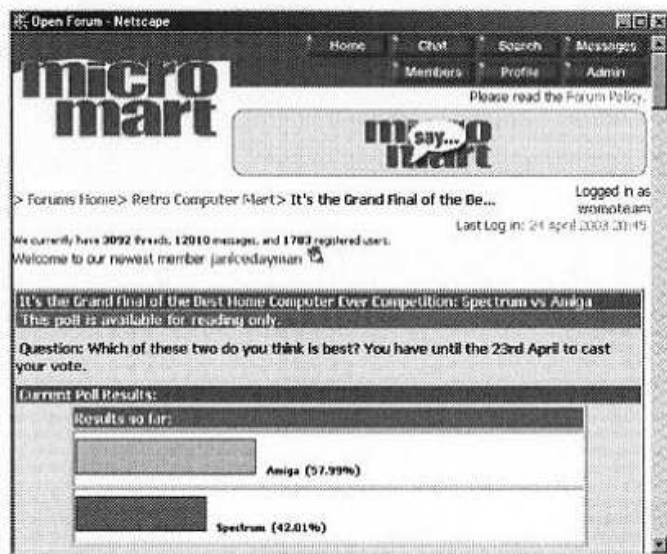 Open Forum - Netscape
Home Chat Search Messages
Members Profile Admin
micro
mart
Please read the Forum Policy.
micro
say...
mart
> Forums Home> Retro Computer Mart> It's the Grand Final of the Be...
Logged in as
womoteam
Last Log in: 24 april 2003 20:45
We currently have 3092 threads, 12010 messages, and 1783 registered users.
Welcome to our newest member janicedayman
It's the Grand Final of the Best Home Computer Ever Competition: Spectrum vs Amiga
This poll is available for reading only.
Question: Which of these two do you think is best? You have until the 23rd April to cast
your vote.
Current Poll Results:
Results so far:
Amiga (57.99%)
Spectrum (42.01%)